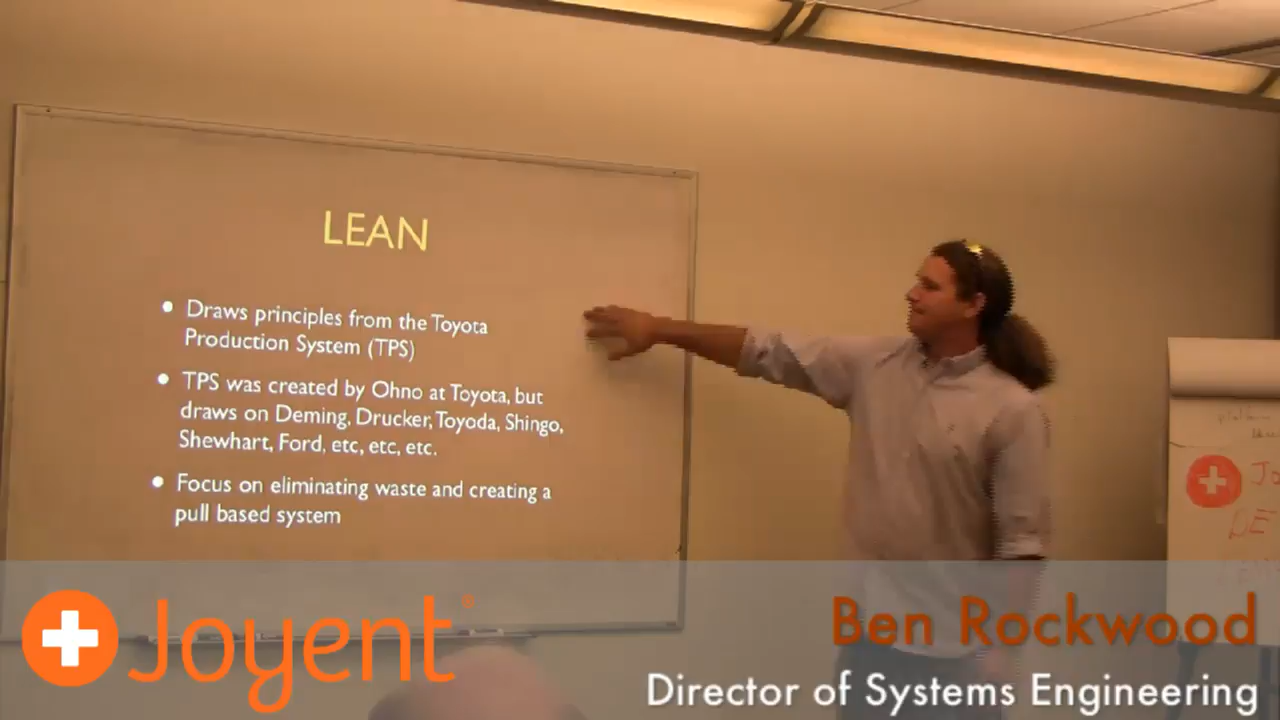 LEAN
• Draws principles from the Toyota
Production System (TPS)
• TPS was created by Ohno at Toyota, but
draws on Deming, Drucker, Toyoda, Shingo,
Shewhart, Ford, etc, etc, etc.
• Focus on eliminating waste and creating a
pull based system
Joyent®
Ben Rockwood
Director of Systems Engineering